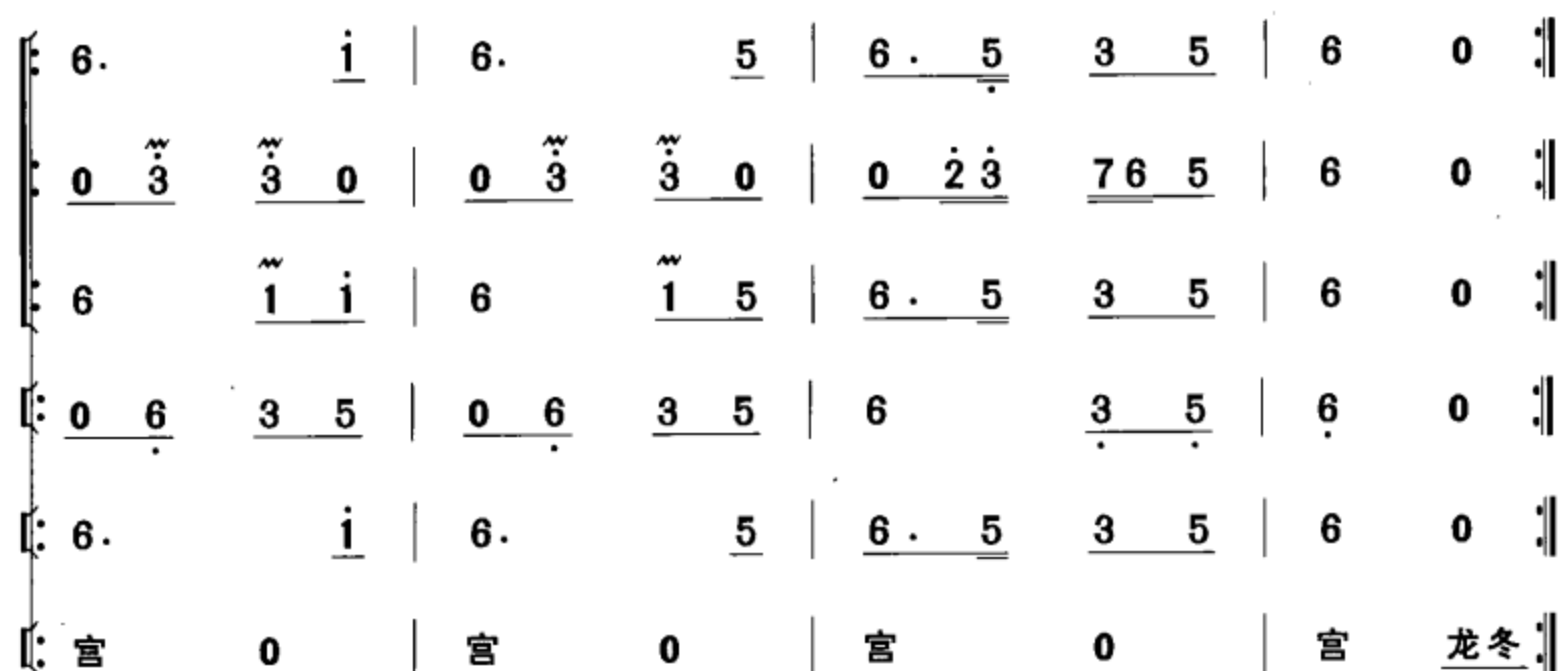 6. i̇ | 6. 5 | 6 . 5̣ 3 5 | 6 0 :‖
0 3̇ 3̇ 0 | 0 3̇ 3̇ 0 | 0 2̇ 3̇ 7 6 5 | 6 0 :‖
6 1 i̇ | 6 1 5 | 6 . 5 3 5 | 6 0 :‖
0 6̣ 3 5 | 0 6̣ 3 5 | 6 3̣ 5̣ | 6̣ 0 :‖
6. i̇ | 6. 5 | 6 . 5 3 5 | 6 0 :‖
宫 0 | 宫 0 | 宫 0 | 宫 龙冬 :‖